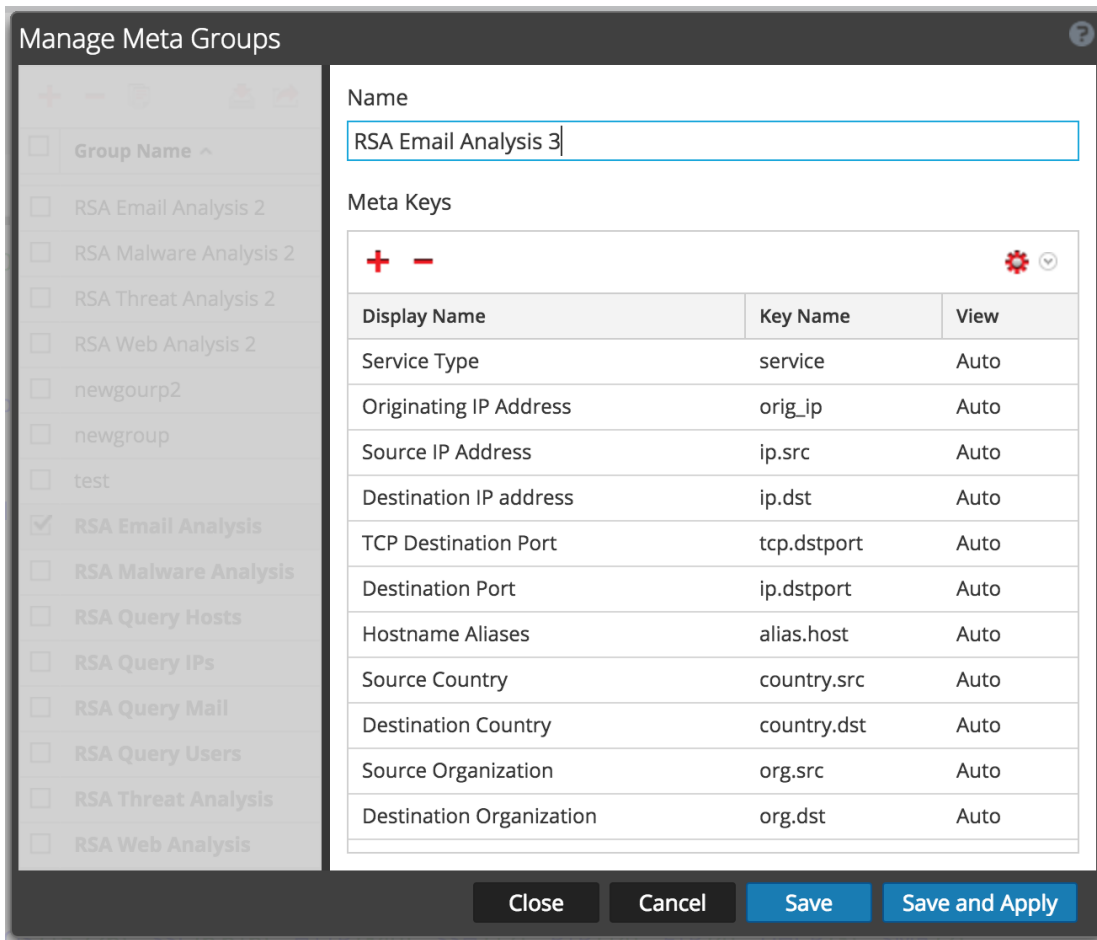 Manage Meta Groups
?
Group Name
RSA Email Analysis 2
RSA Malware Analysis 2
RSA Threat Analysis 2
RSA Web Analysis 2
newgourp2
newgroup
test
RSA Email Analysis
RSA Malware Analysis
RSA Query Hosts
RSA Query IPs
RSA Query Mail
RSA Query Users
RSA Threat Analysis
RSA Web Analysis
Name
RSA Email Analysis 3
Meta Keys
Display Name Key Name View
Service Type service Auto
Originating IP Address orig_ip Auto
Source IP Address ip.src Auto
Destination IP address ip.dst Auto
TCP Destination Port tcp.dstport Auto
Destination Port ip.dstport Auto
Hostname Aliases alias.host Auto
Source Country country.src Auto
Destination Country country.dst Auto
Source Organization org.src Auto
Destination Organization org.dst Auto
Close Cancel Save Save and Apply